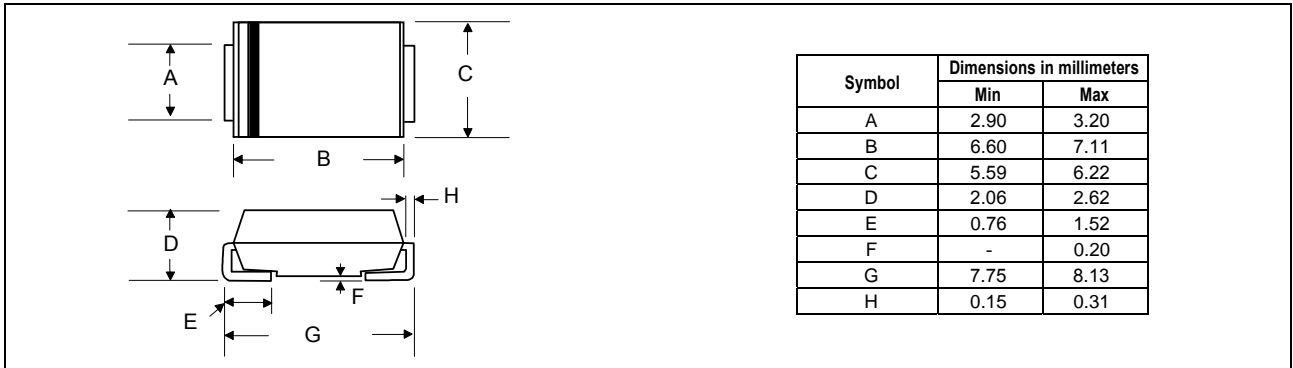 A
C
B
H
D
F
E
G
Symbol Dimensions in millimeters
Min Max
A 2.90 3.20
B 6.60 7.11
C 5.59 6.22
D 2.06 2.62
E 0.76 1.52
F - 0.20
G 7.75 8.13
H 0.15 0.31